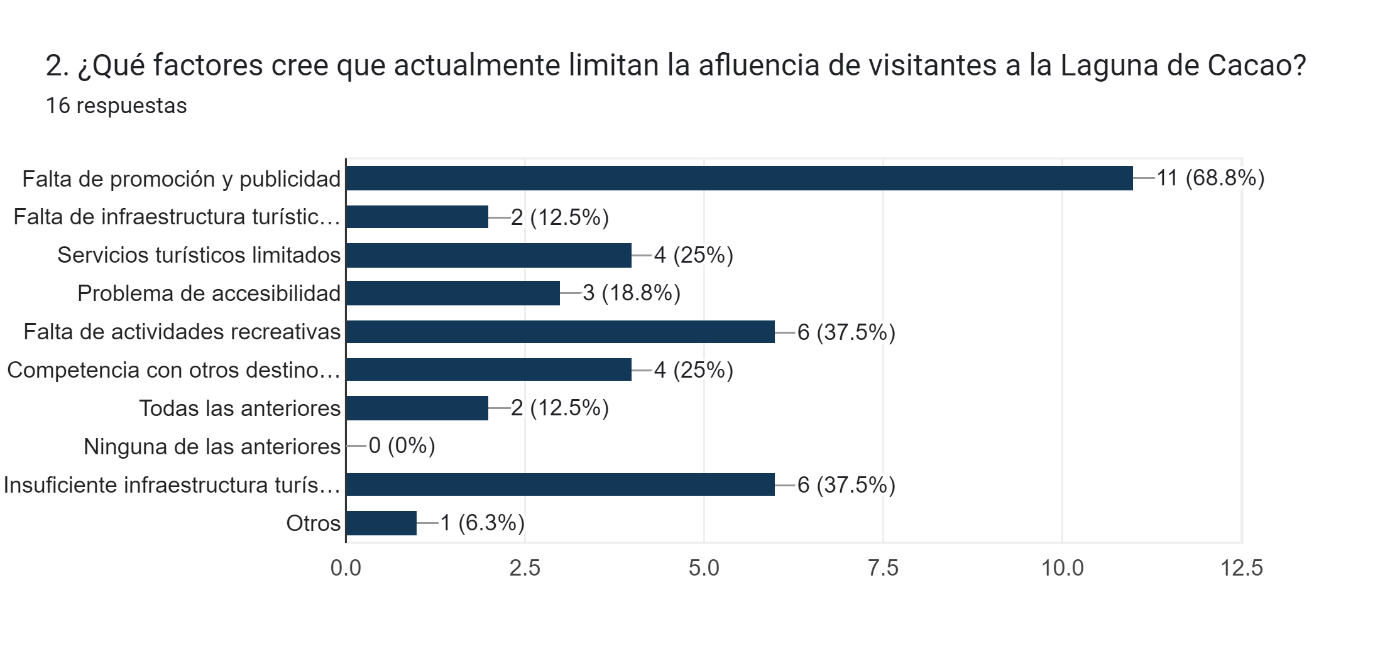 2. ¿Qué factores cree que actualmente limitan la afluencia de visitantes a la Laguna de Cacao?
16 respuestas
Falta de promoción y publicidad 11 (68.8%)
Falta de infraestructura turístic… 2 (12.5%)
Servicios turísticos limitados 4 (25%)
Problema de accesibilidad 3 (18.8%)
Falta de actividades recreativas 6 (37.5%)
Competencia con otros destino… 4 (25%)
Todas las anteriores 2 (12.5%)
Ninguna de las anteriores 0 (0%)
Insuficiente infraestructura turís… 6 (37.5%)
Otros 1 (6.3%)
0.0 2.5 5.0 7.5 10.0 12.5